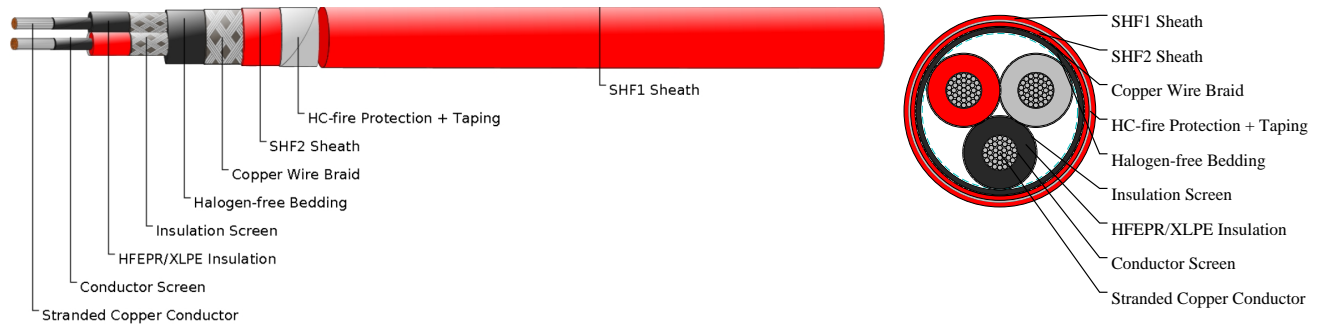 SHF1 Sheath
HC-fire Protection + Taping
SHF2 Sheath
Copper Wire Braid
Halogen-free Bedding
Insulation Screen
HFEPR/XLPE Insulation
Conductor Screen
Stranded Copper Conductor
SHF1 Sheath
SHF2 Sheath
Copper Wire Braid
HC-fire Protection + Taping
Halogen-free Bedding
Insulation Screen
HFEPR/XLPE Insulation
Conductor Screen
Stranded Copper Conductor